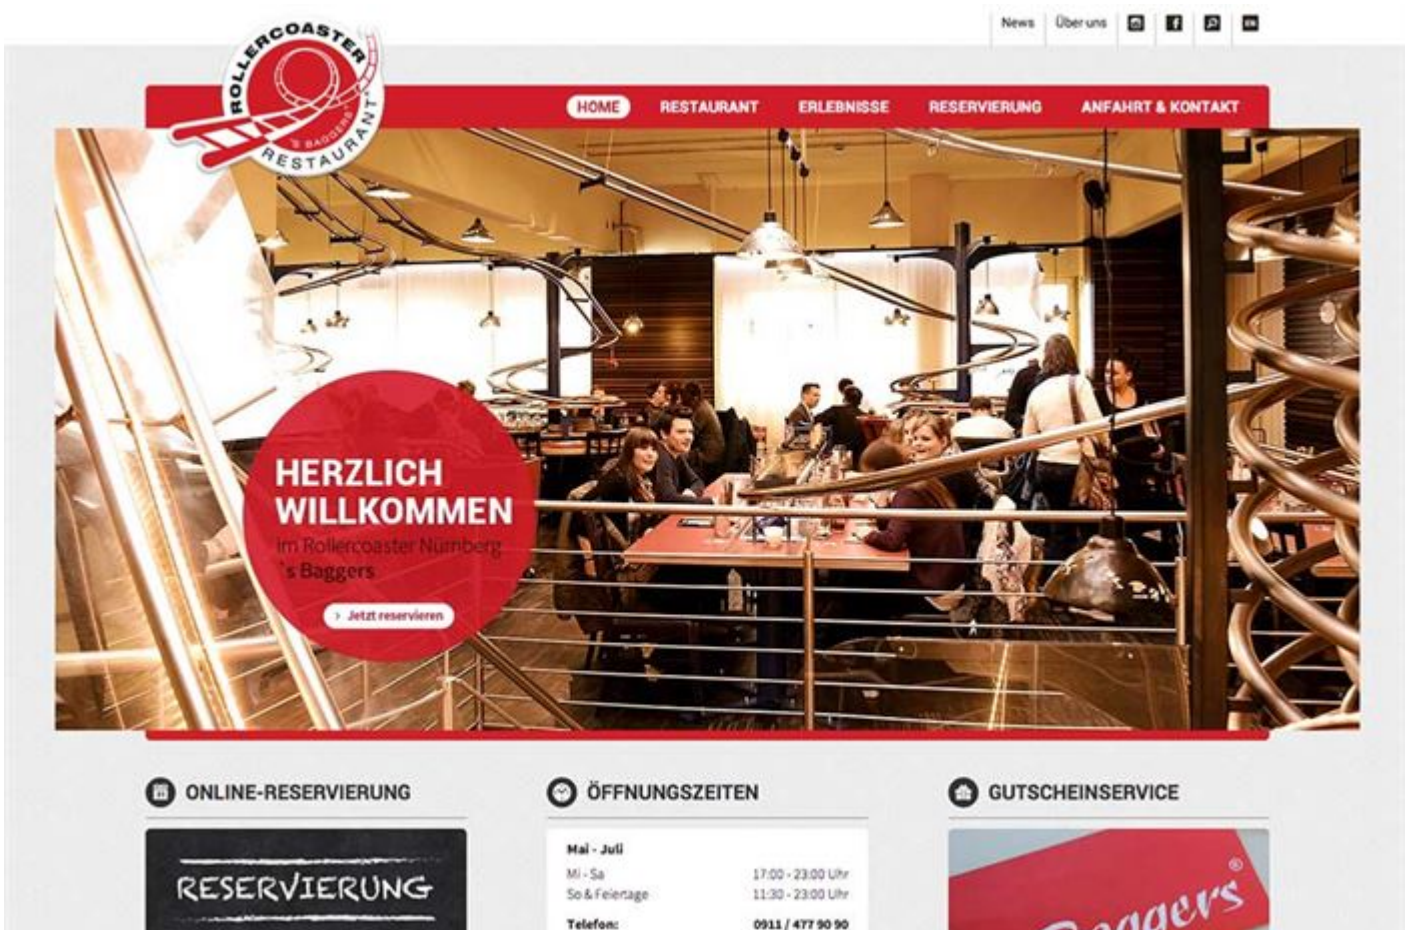 News
Über uns
EN
ROLLERCOASTER
'S BAGGERS
RESTAURANT
HOME
RESTAURANT
ERLEBNISSE
RESERVIERUNG
ANFAHRT & KONTAKT
HERZLICH
WILLKOMMEN
im Rollercoaster Nürnberg
`s Baggers
› Jetzt reservieren
ONLINE-RESERVIERUNG
RESERVIERUNG
ÖFFNUNGSZEITEN
Mai - Juli
Mi - Sa 17:00 - 23:00 Uhr
So & Feiertage 11:30 - 23:00 Uhr
Telefon: 0911 / 477 90 90
GUTSCHEINSERVICE
Baggers®